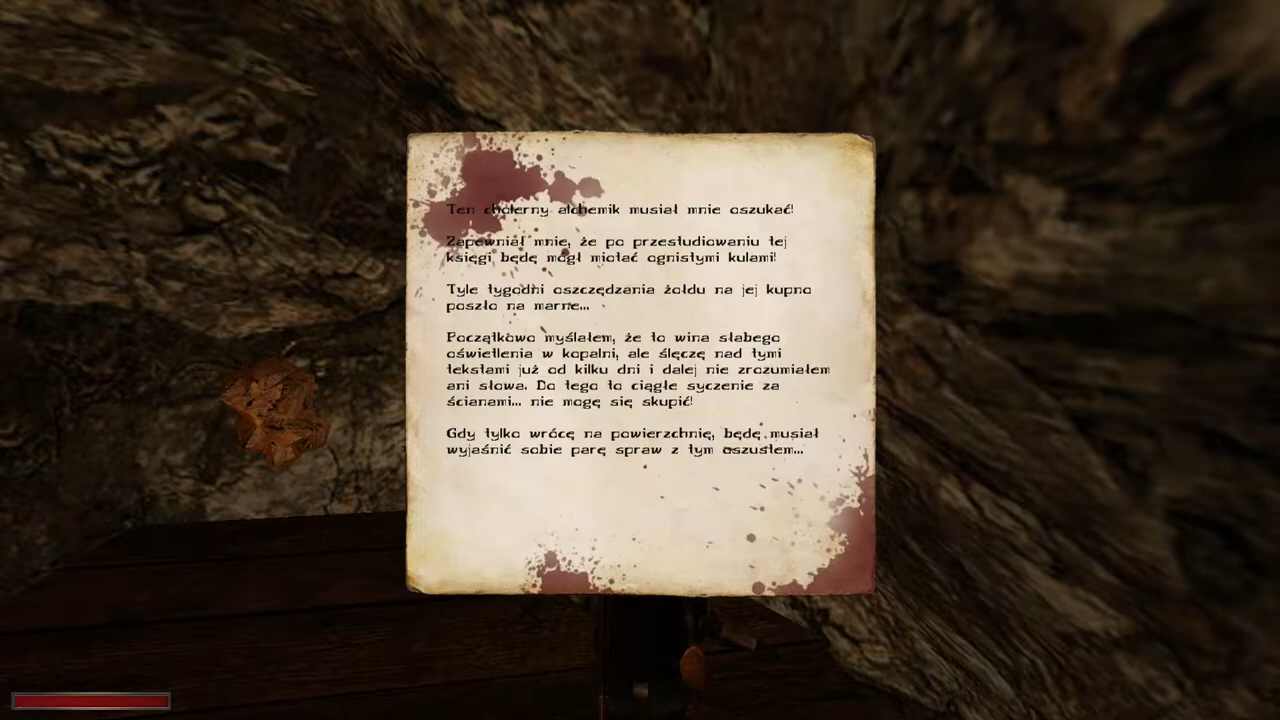 Ten cholerny alchemik musiał mnie oszukać!
Zapewniał mnie, że po przestudiowaniu tej
księgi będę mógł miotać ognistymi kulami!
Tyle tygodni oszczędzania żołdu na jej kupno
poszło na marne...
Początkowo myślałem, że to wina słabego
oświetlenia w kopalni, ale ślęczę nad tymi
tekstami już od kilku dni i dalej nie zrozumiałem
ani słowa. Do tego to ciągłe syczenie za
ścianami... nie mogę się skupić!
Gdy tylko wrócę na powierzchnię, będę musiał
wyjaśnić sobie parę spraw z tym oszustem...